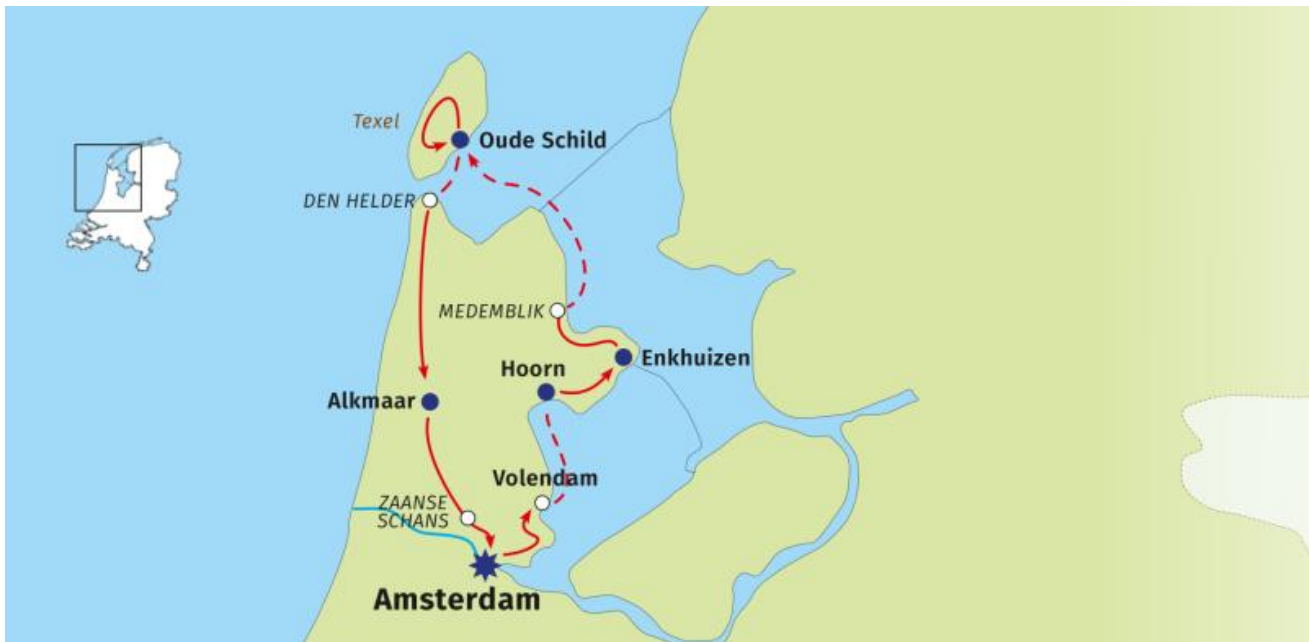 Texel
Oude Schild
DEN HELDER
MEDEMBLIK
Enkhuizen
Hoorn
Alkmaar
Volendam
ZAANSE
SCHANS
Amsterdam